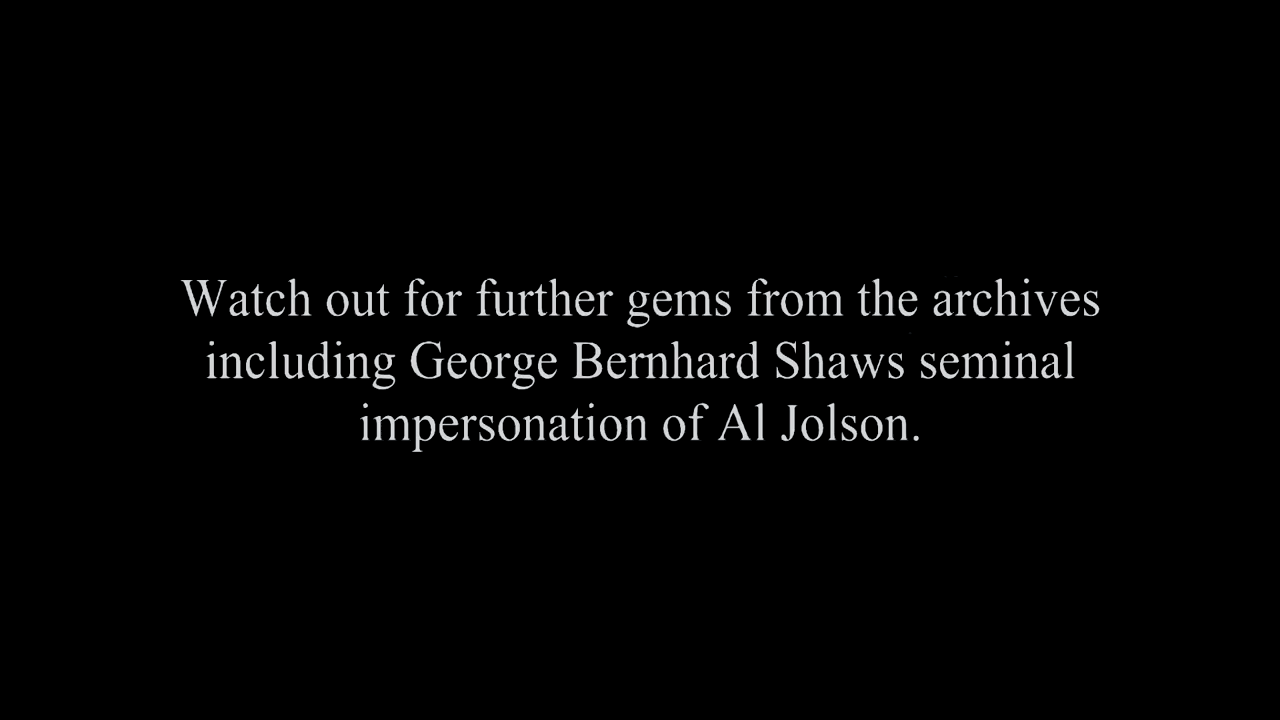 Watch out for further gems from the archives
including George Bernhard Shaws seminal
impersonation of Al Jolson.